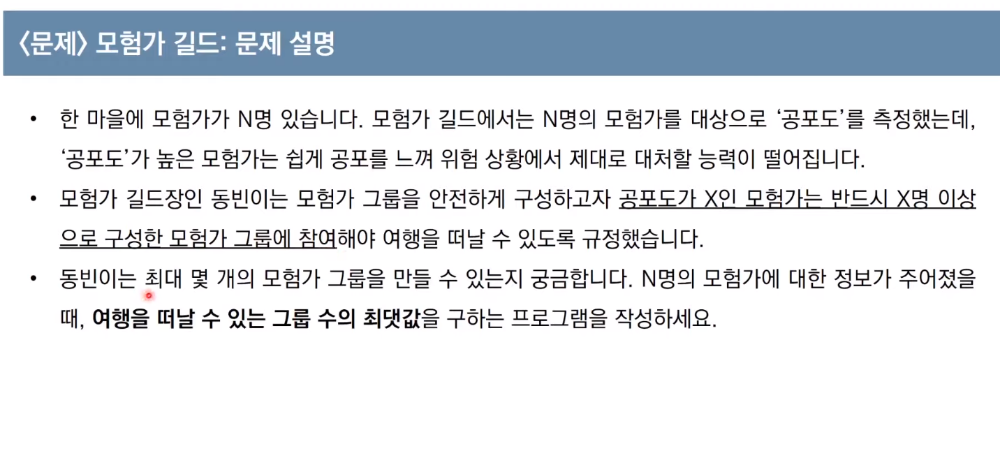 <문제> 모험가 길드: 문제 설명
• 한 마을에 모험가가 N명 있습니다. 모험가 길드에서는 N명의 모험가를 대상으로 ‘공포도’를 측정했는데,
‘공포도’가 높은 모험가는 쉽게 공포를 느껴 위험 상황에서 제대로 대처할 능력이 떨어집니다.
• 모험가 길드장인 동빈이는 모험가 그룹을 안전하게 구성하고자 공포도가 X인 모험가는 반드시 X명 이상
으로 구성한 모험가 그룹에 참여해야 여행을 떠날 수 있도록 규정했습니다.
• 동빈이는 최대 몇 개의 모험가 그룹을 만들 수 있는지 궁금합니다. N명의 모험가에 대한 정보가 주어졌을
때, 여행을 떠날 수 있는 그룹 수의 최댓값을 구하는 프로그램을 작성하세요.